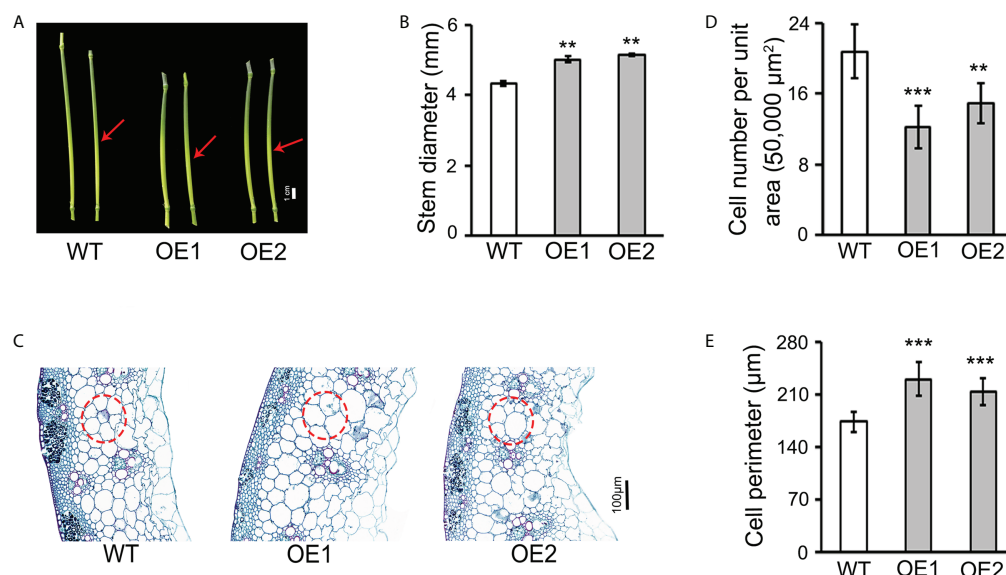 A
1 cm
WT OE1 OE2
B
Stem diameter (mm)
6
4
2
0
** **
WT OE1 OE2
C
WT OE1 OE2
100μm
D
Cell number per unit
area (50,000 μm²)
24
16
8
0
*** **
WT OE1 OE2
E
Cell perimeter (μm)
280
210
140
70
0
*** ***
WT OE1 OE2